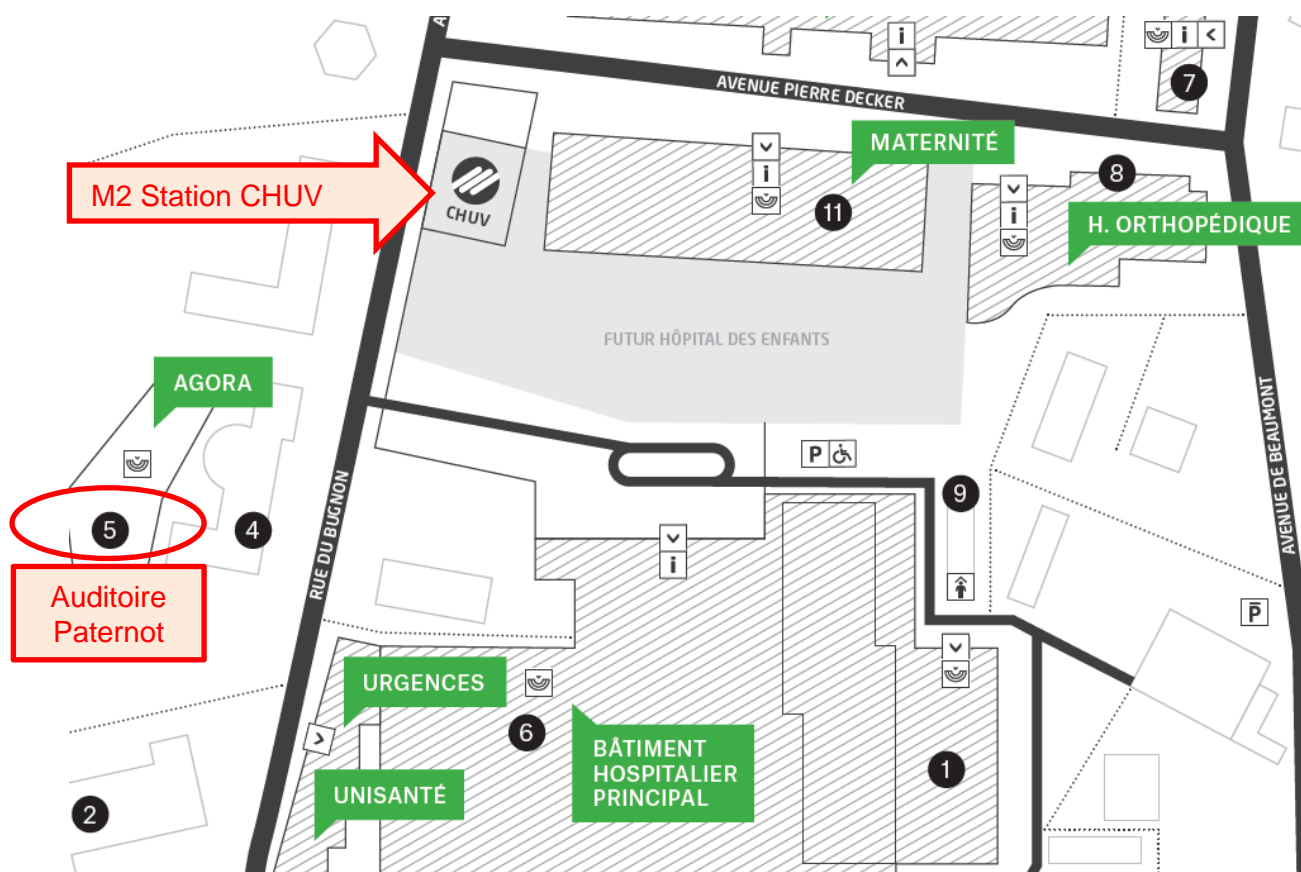 A
i
AVENUE PIERRE DECKER
i
7
MATERNITÉ
M2 Station CHUV
CHUV
i
11
8
i
H. ORTHOPÉDIQUE
FUTUR HÔPITAL DES ENFANTS
AGORA
AVENUE DE BEAUMONT
P
RUE DU BUGNON
9
5
4
i
Auditoire
Paternot
P
URGENCES
6
BÂTIMENT
HOSPITALIER
PRINCIPAL
1
UNISANTÉ
2